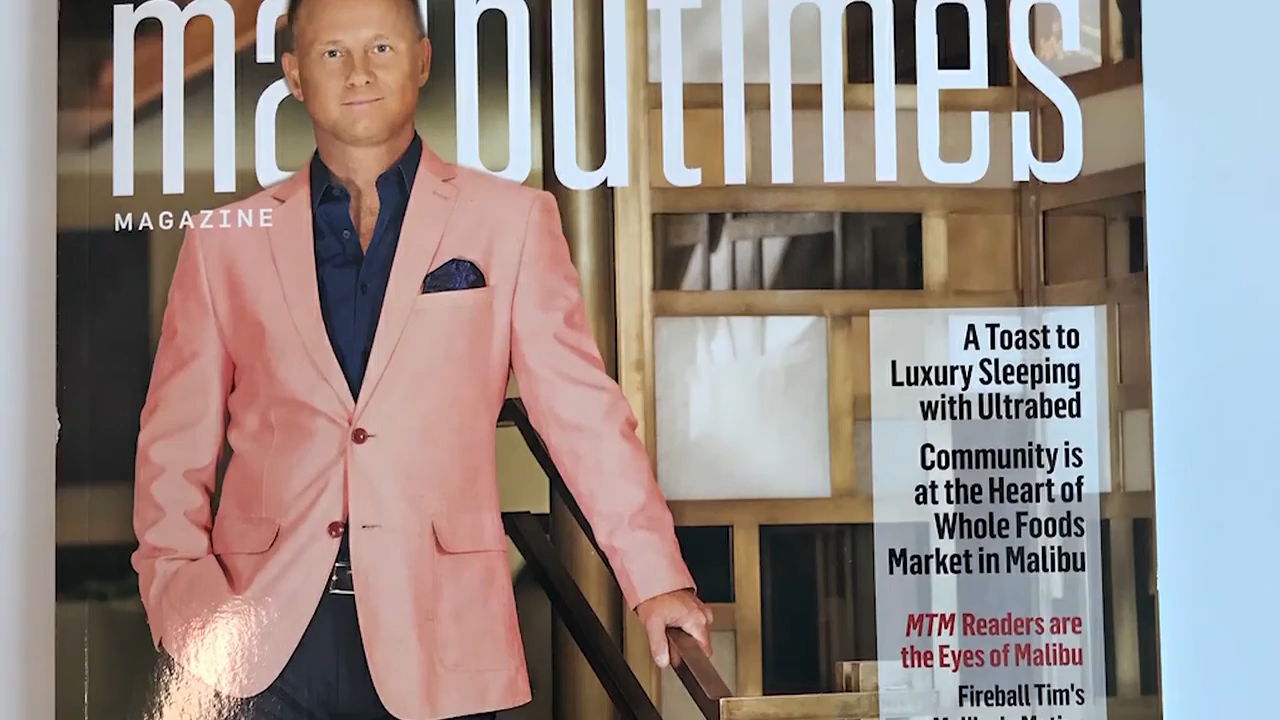 malibutimes
MAGAZINE
A Toast to
Luxury Sleeping
with Ultrabed
Community is
at the Heart of
Whole Foods
Market in Malibu
MTM Readers are
the Eyes of Malibu
Fireball Tim's